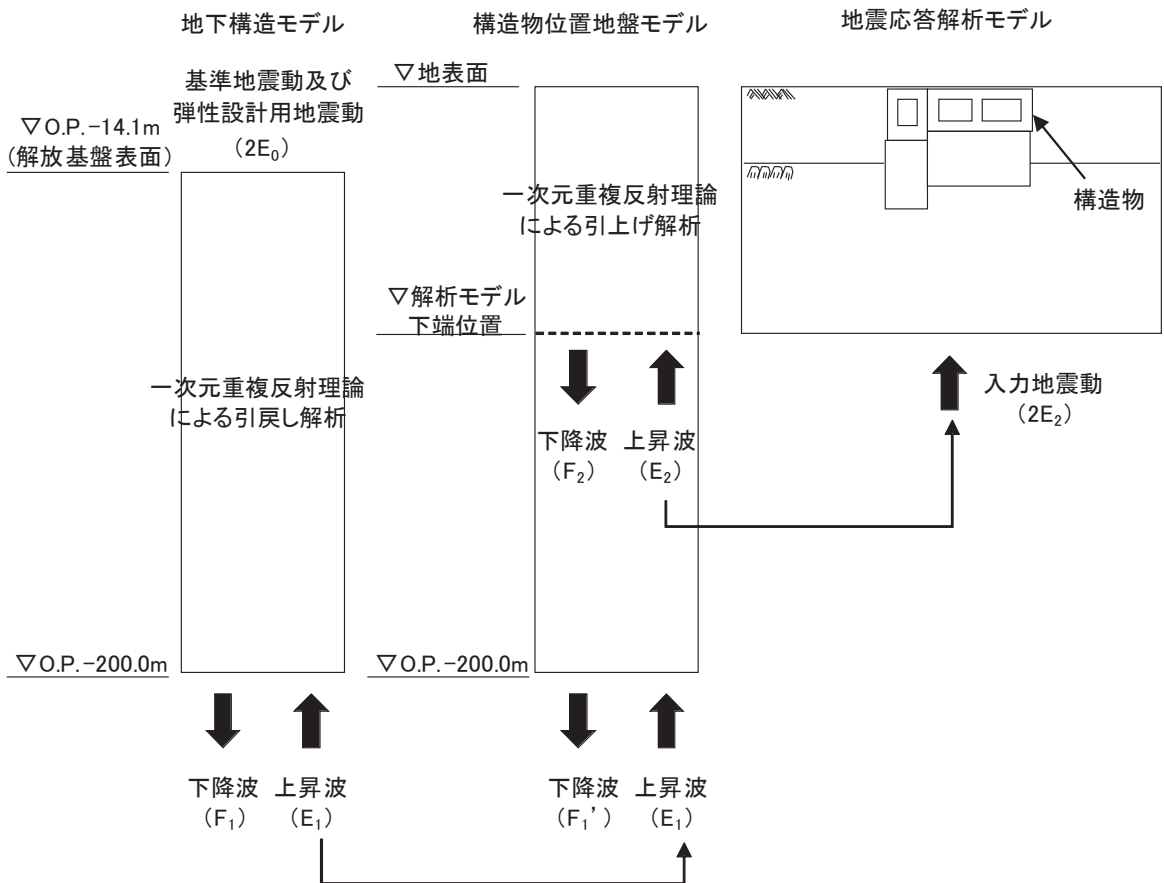 地下構造モデル
基準地震動及び
弾性設計用地震動
（2E₀）
▽O.P.-14.1m
（解放基盤表面）
一次元重複反射理論
による引戻し解析
▽O.P.-200.0m
下降波
（F₁）
上昇波
（E₁）
構造物位置地盤モデル
▽地表面
一次元重複反射理論
による引上げ解析
▽解析モデル
下端位置
下降波
（F₂）
上昇波
（E₂）
▽O.P.-200.0m
下降波
（F₁’）
上昇波
（E₁）
地震応答解析モデル
構造物
入力地震動
（2E₂）